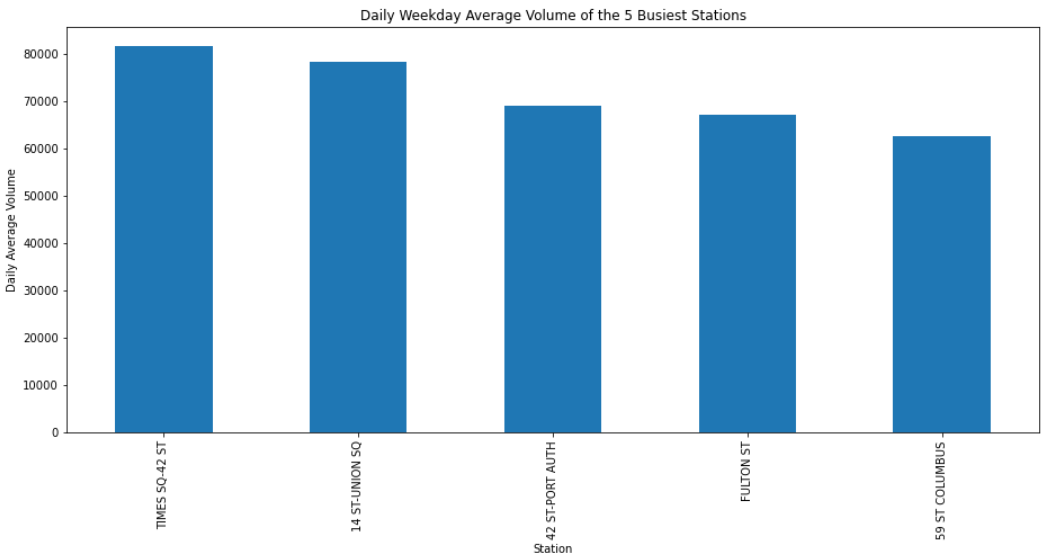 Daily Weekday Average Volume of the 5 Busiest Stations
Daily Average Volume
80000
70000
60000
50000
40000
30000
20000
10000
0
TIMES SQ-42 ST
14 ST-UNION SQ
42 ST-PORT AUTH
FULTON ST
59 ST COLUMBUS
Station